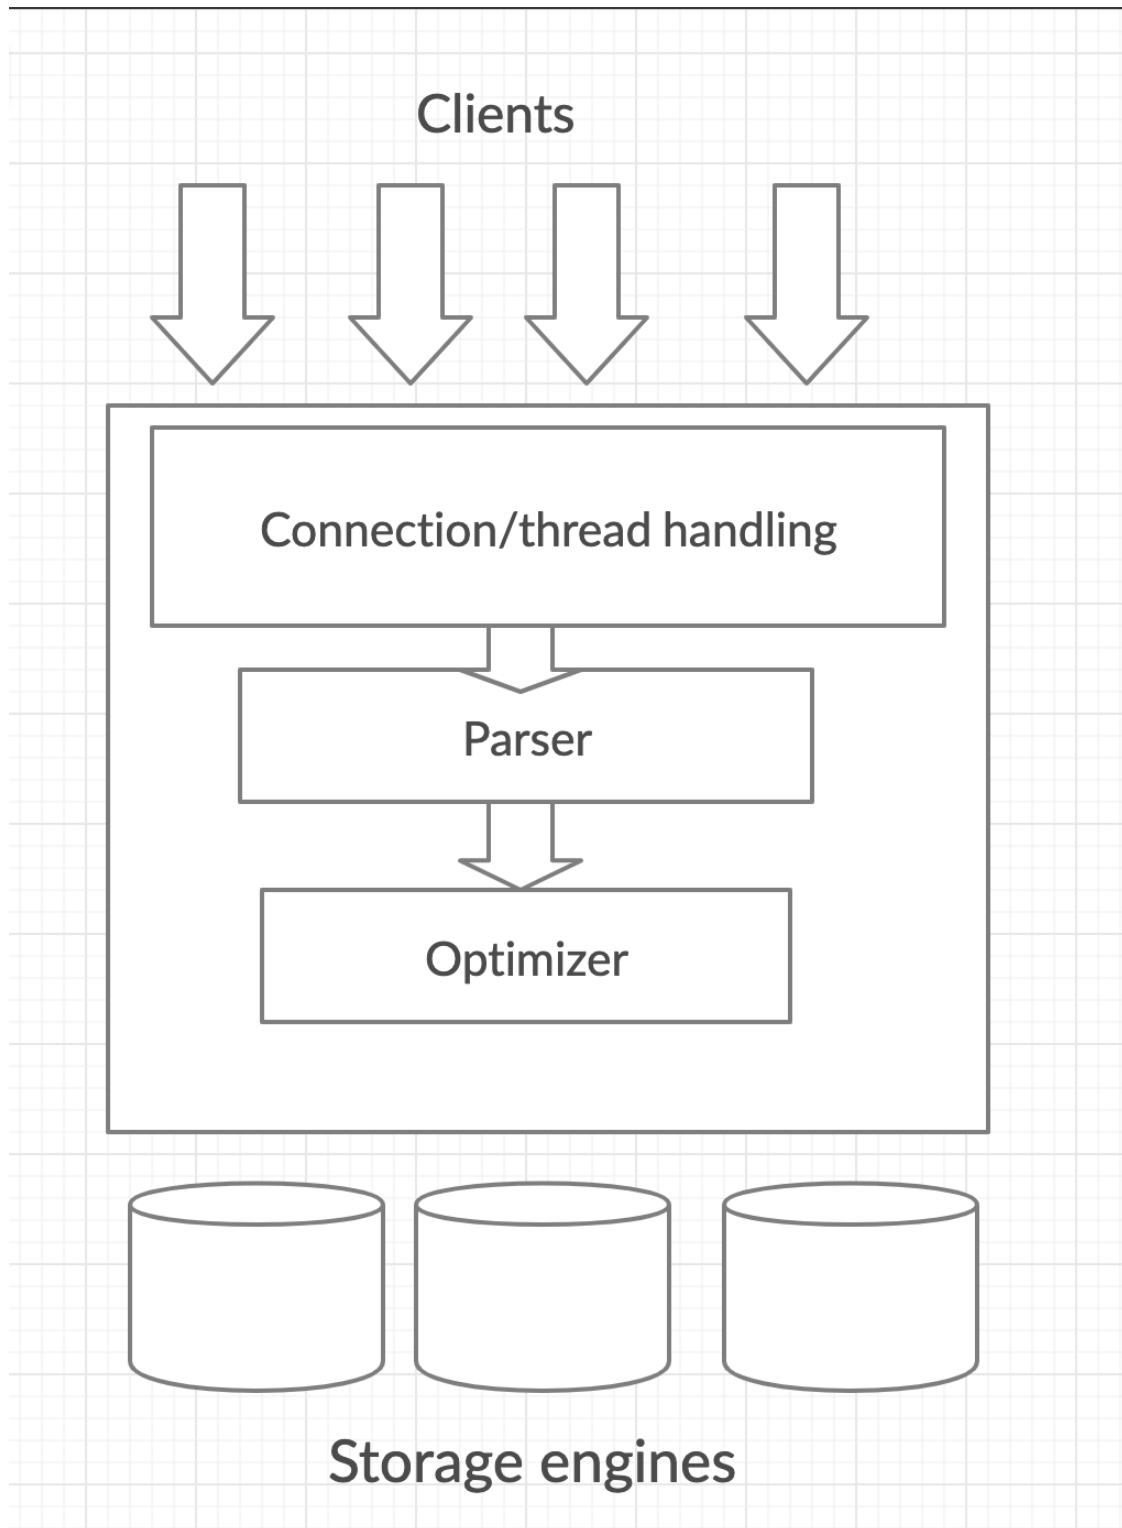 Clients
Connection/thread handling
Parser
Optimizer
Storage engines